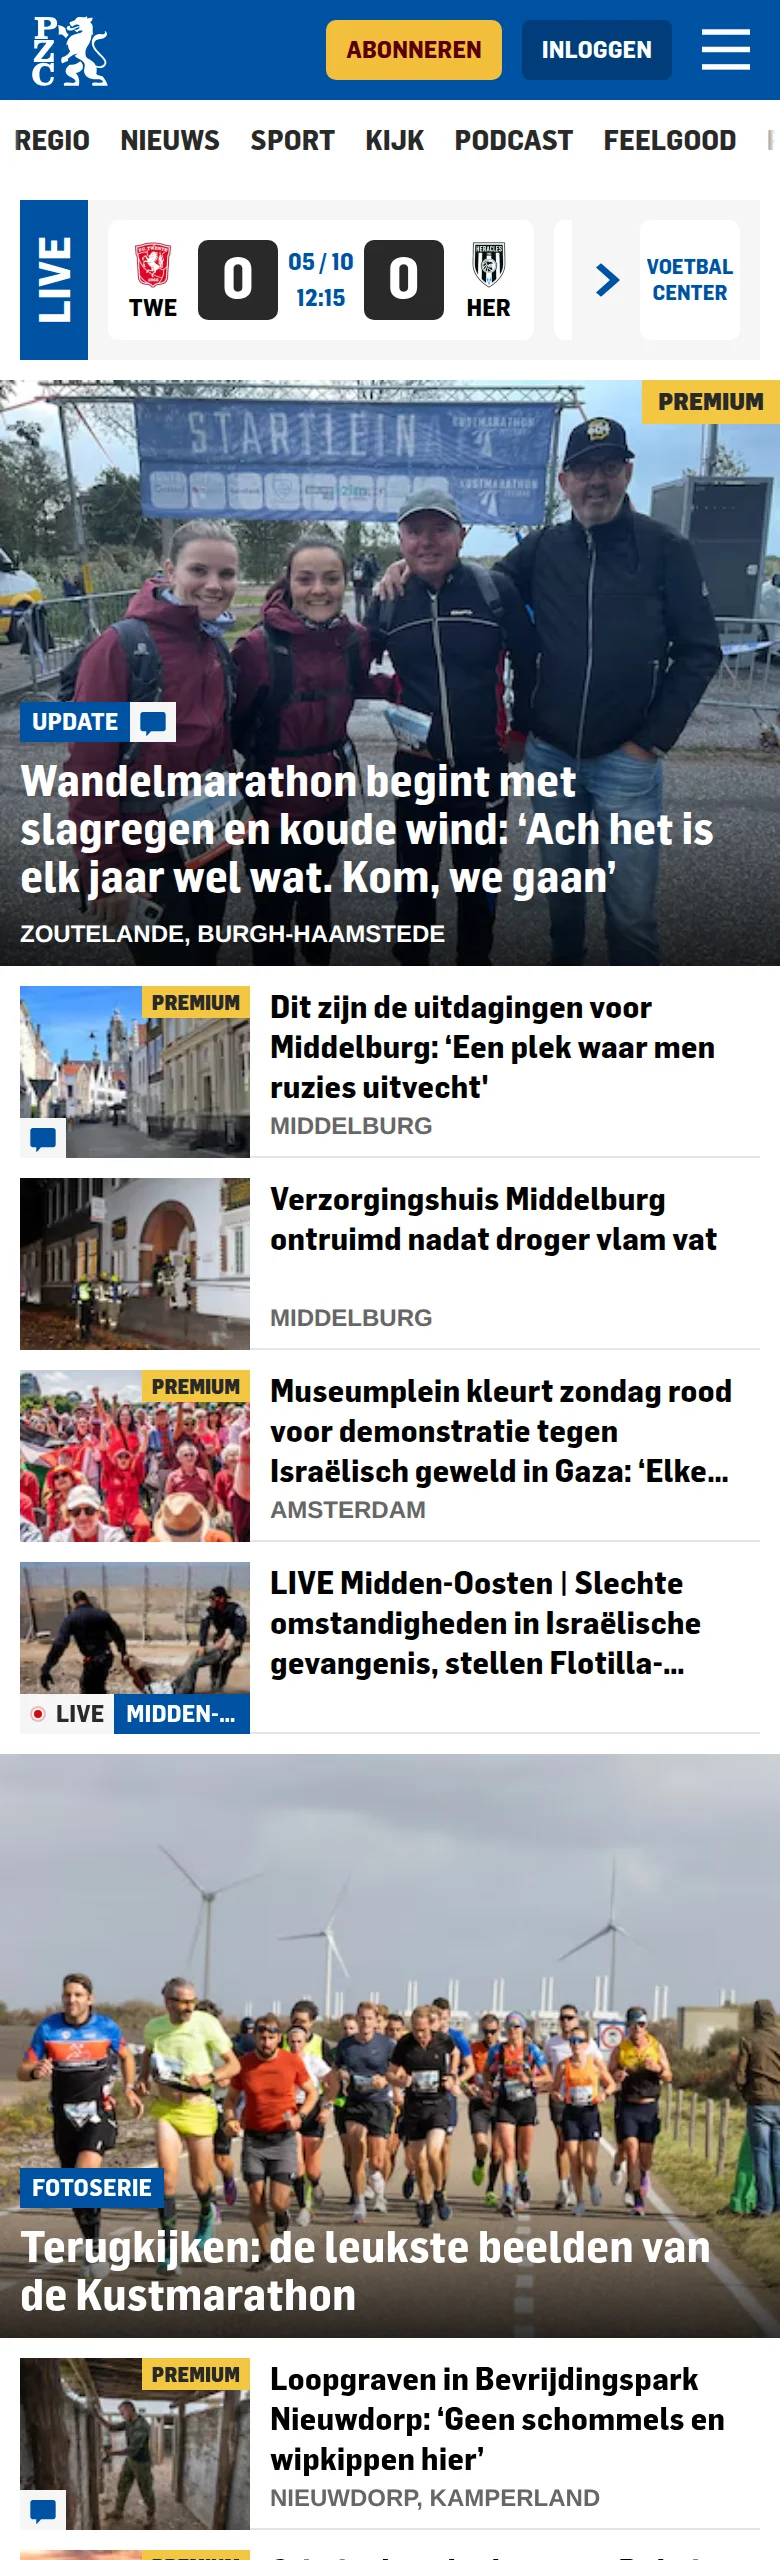 PZC
ABONNEREN
INLOGGEN
REGIO NIEUWS SPORT KIJK PODCAST FEELGOOD
LIVE
TWE
0
05 / 10
12:15
0
HERACLES
HER
VOETBAL
CENTER
PREMIUM
KUSTMARATHON
UPDATE
Wandelmarathon begint met
slagregen en koude wind: ‘Ach het is
elk jaar wel wat. Kom, we gaan’
ZOUTELANDE, BURGH-HAAMSTEDE
PREMIUM
Dit zijn de uitdagingen voor
Middelburg: ‘Een plek waar men
ruzies uitvecht'
MIDDELBURG
Verzorgingshuis Middelburg
ontruimd nadat droger vlam vat
MIDDELBURG
PREMIUM
Museumplein kleurt zondag rood
voor demonstratie tegen
Israëlisch geweld in Gaza: ‘Elke...
AMSTERDAM
LIVE Midden-Oosten | Slechte
omstandigheden in Israëlische
gevangenis, stellen Flotilla-...
LIVE MIDDEN-...
FOTOSERIE
Terugkijken: de leukste beelden van
de Kustmarathon
PREMIUM
Loopgraven in Bevrijdingspark
Nieuwdorp: ‘Geen schommels en
wipkippen hier’
NIEUWDORP, KAMPERLAND